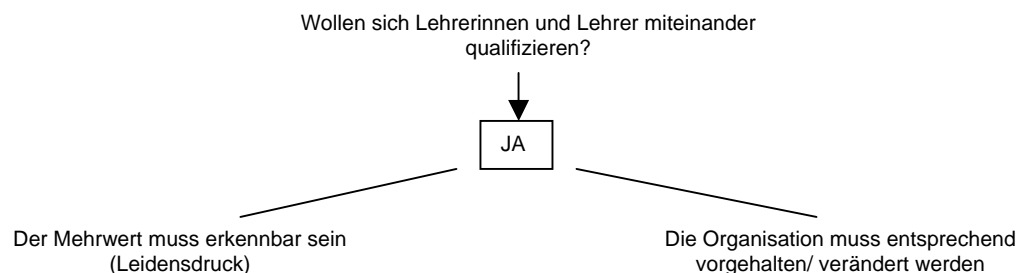 Wollen sich Lehrerinnen und Lehrer miteinander
qualifizieren?
JA
Der Mehrwert muss erkennbar sein
(Leidensdruck)
Die Organisation muss entsprechend
vorgehalten/ verändert werden